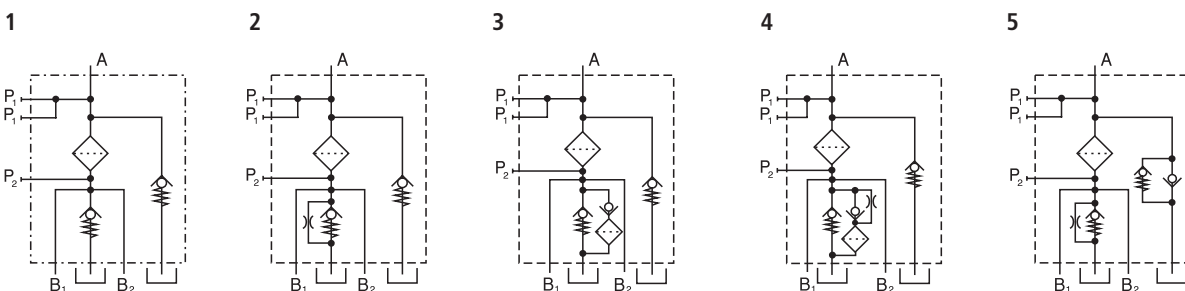 1 2 3 4 5
A A A A A
P₁ P₁ P₁ P₁ P₁
P₁ P₁ P₁ P₁ P₁
P₂ P₂ P₂ P₂ P₂
B₁ B₂ B₁ B₂ B₁ B₂ B₁ B₂ B₁ B₂